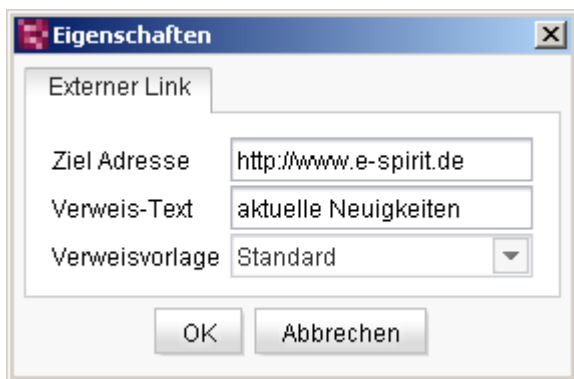 Eigenschaften
Externer Link
Ziel Adresse http://www.e-spirit.de
Verweis-Text aktuelle Neuigkeiten
Verweisvorlage Standard
OK Abbrechen